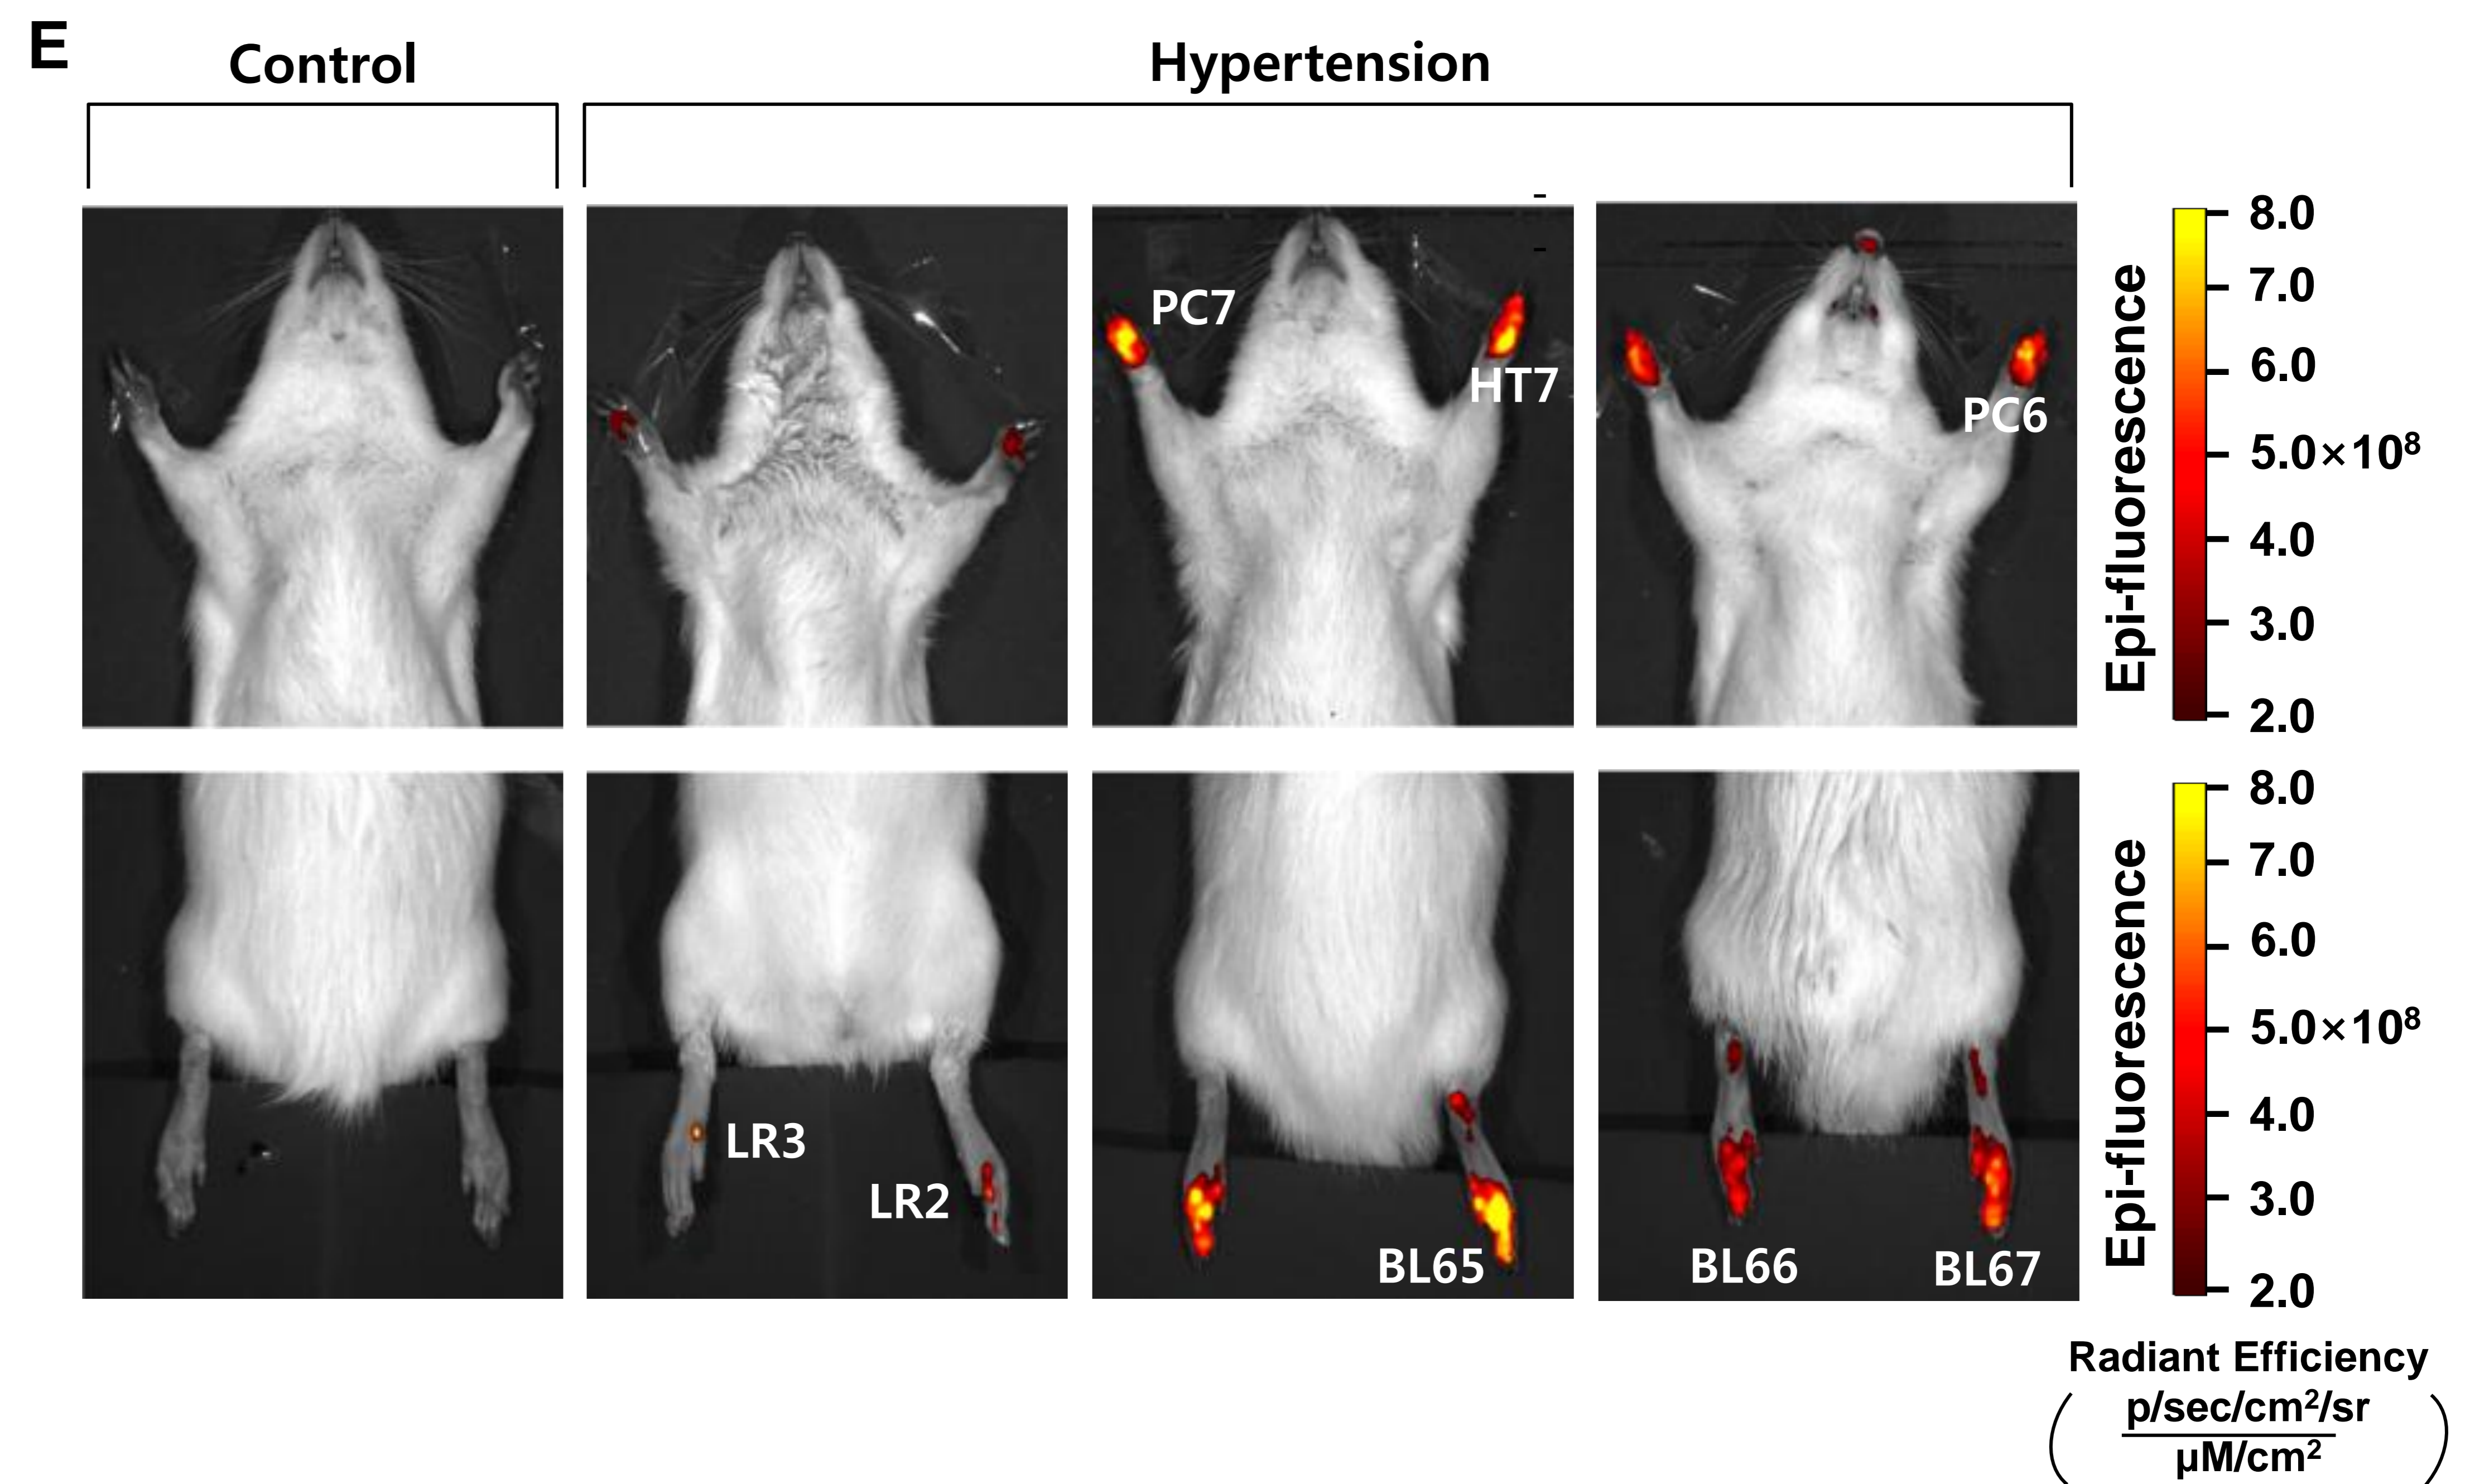 E
Control
Hypertension
PC7
HT7
PC6
Epi-fluorescence
8.0
7.0
6.0
5.0×10⁸
4.0
3.0
2.0
LR3
LR2
BL65
BL66
BL67
Epi-fluorescence
8.0
7.0
6.0
5.0×10⁸
4.0
3.0
2.0
Radiant Efficiency
p/sec/cm²/sr
µM/cm²